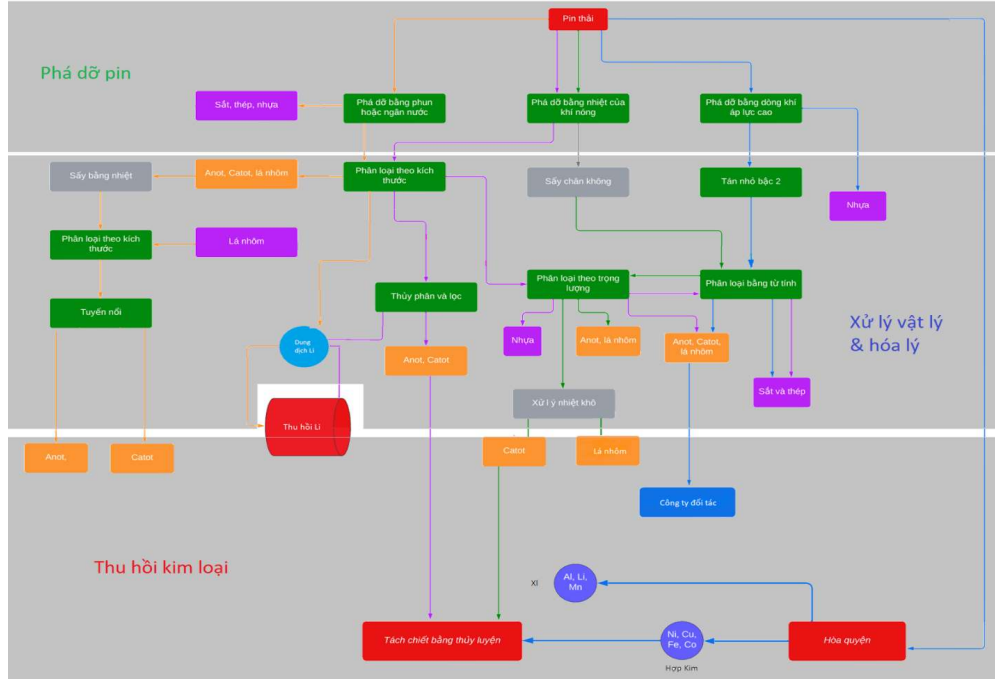 Pin thải
Phá dỡ pin
Sắt, thép, nhựa
Phá dỡ bằng phun
hoặc ngăn nước
Phá dỡ bằng nhiệt của
khí nóng
Phá dỡ bằng dòng khí
áp lực cao
Sấy bằng nhiệt
Anot, Catot, lá nhôm
Phân loại theo kích
thước
Sấy chân không
Tán nhỏ bậc 2
Nhựa
Phân loại theo kích
thước
Lá nhôm
Phân loại theo trọng
lượng
Phân loại bằng từ tính
Tuyển nổi
Thủy phân và lọc
Dung
dịch Li
Nhựa
Anot, lá nhôm
Anot, Catot,
lá nhôm
Xử lý vật lý
& hóa lý
Anot, Catot
Sắt và thép
Xử l ý nhiệt khô
Thu hồi Li
Anot,
Catot
Catot
Lá nhôm
Công ty đối tác
Thu hồi kim loại
Xỉ
Al, Li,
Mn
Tách chiết bằng thủy luyện
Ni, Cu,
Fe, Co
Hợp Kim
Hỏa quyện